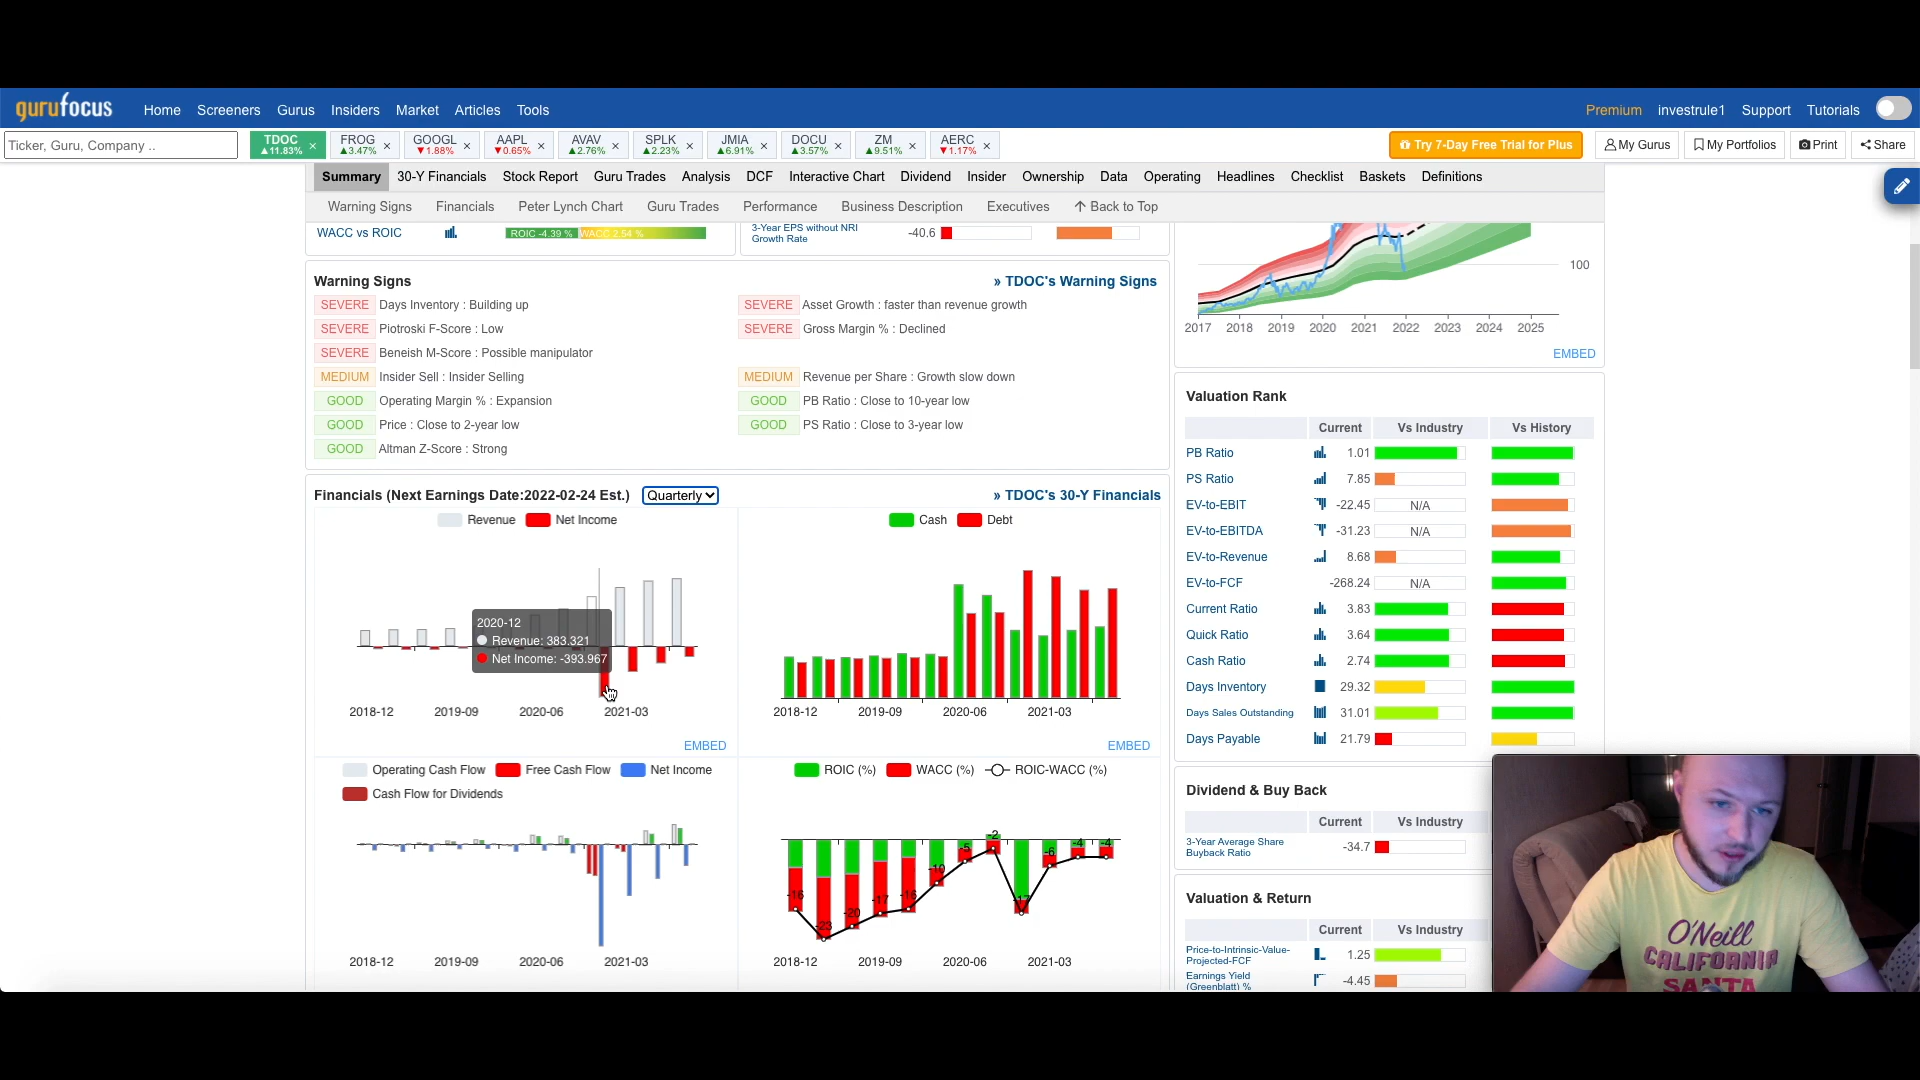 gurufocus Home Screeners Gurus Insiders Market Articles Tools Premium investrule1 Support Tutorials
Ticker, Guru, Company .. TDOC ▲11.83% × FROG ▲3.47% × GOOGL ▼1.88% × AAPL ▼0.65% × AVAV ▲2.76% × SPLK ▲2.23% × JMIA ▲6.91% × DOCU ▲3.57% × ZM ▲9.51% × AERC ▼1.17% × Try 7-Day Free Trial for Plus My Gurus My Portfolios Print Share
Summary 30-Y Financials Stock Report Guru Trades Analysis DCF Interactive Chart Dividend Insider Ownership Data Operating Headlines Checklist Baskets Definitions
Warning Signs Financials Peter Lynch Chart Guru Trades Performance Business Description Executives ↑ Back to Top
WACC vs ROIC ROIC -4.39 % WACC 2.54 %
3-Year EPS without NRI
Growth Rate
-40.6
100
2017 2018 2019 2020 2021 2022 2023 2024 2025
EMBED
Warning Signs » TDOC's Warning Signs
SEVERE Days Inventory : Building up
SEVERE Asset Growth : faster than revenue growth
SEVERE Piotroski F-Score : Low
SEVERE Gross Margin % : Declined
SEVERE Beneish M-Score : Possible manipulator
MEDIUM Insider Sell : Insider Selling
MEDIUM Revenue per Share : Growth slow down
GOOD Operating Margin % : Expansion
GOOD PB Ratio : Close to 10-year low
GOOD Price : Close to 2-year low
GOOD PS Ratio : Close to 3-year low
GOOD Altman Z-Score : Strong
Financials (Next Earnings Date:2022-02-24 Est.) Quarterly » TDOC's 30-Y Financials
Revenue Net Income
2020-12
Revenue: 383.321
Net Income: -393.967
2018-12 2019-09 2020-06 2021-03
EMBED
Cash Debt
2018-12 2019-09 2020-06 2021-03
EMBED
Operating Cash Flow Free Cash Flow Net Income
Cash Flow for Dividends
2018-12 2019-09 2020-06 2021-03
ROIC (%) WACC (%) ROIC-WACC (%)
-16 -23 -20 -17 -16 -10 -5 -2 -17 -6 -4 -4
2018-12 2019-09 2020-06 2021-03
Valuation Rank
Current Vs Industry Vs History
PB Ratio 1.01
PS Ratio 7.85
EV-to-EBIT -22.45 N/A
EV-to-EBITDA -31.23 N/A
EV-to-Revenue 8.68
EV-to-FCF -268.24 N/A
Current Ratio 3.83
Quick Ratio 3.64
Cash Ratio 2.74
Days Inventory 29.32
Days Sales Outstanding 31.01
Days Payable 21.79
Dividend & Buy Back
Current Vs Industry
3-Year Average Share
Buyback Ratio
-34.7
Valuation & Return
Current Vs Industry
Price-to-Intrinsic-Value-
Projected-FCF
1.25
Earnings Yield
(Greenblatt) %
-4.45
O'Neill
CALIFORNIA
SANTA